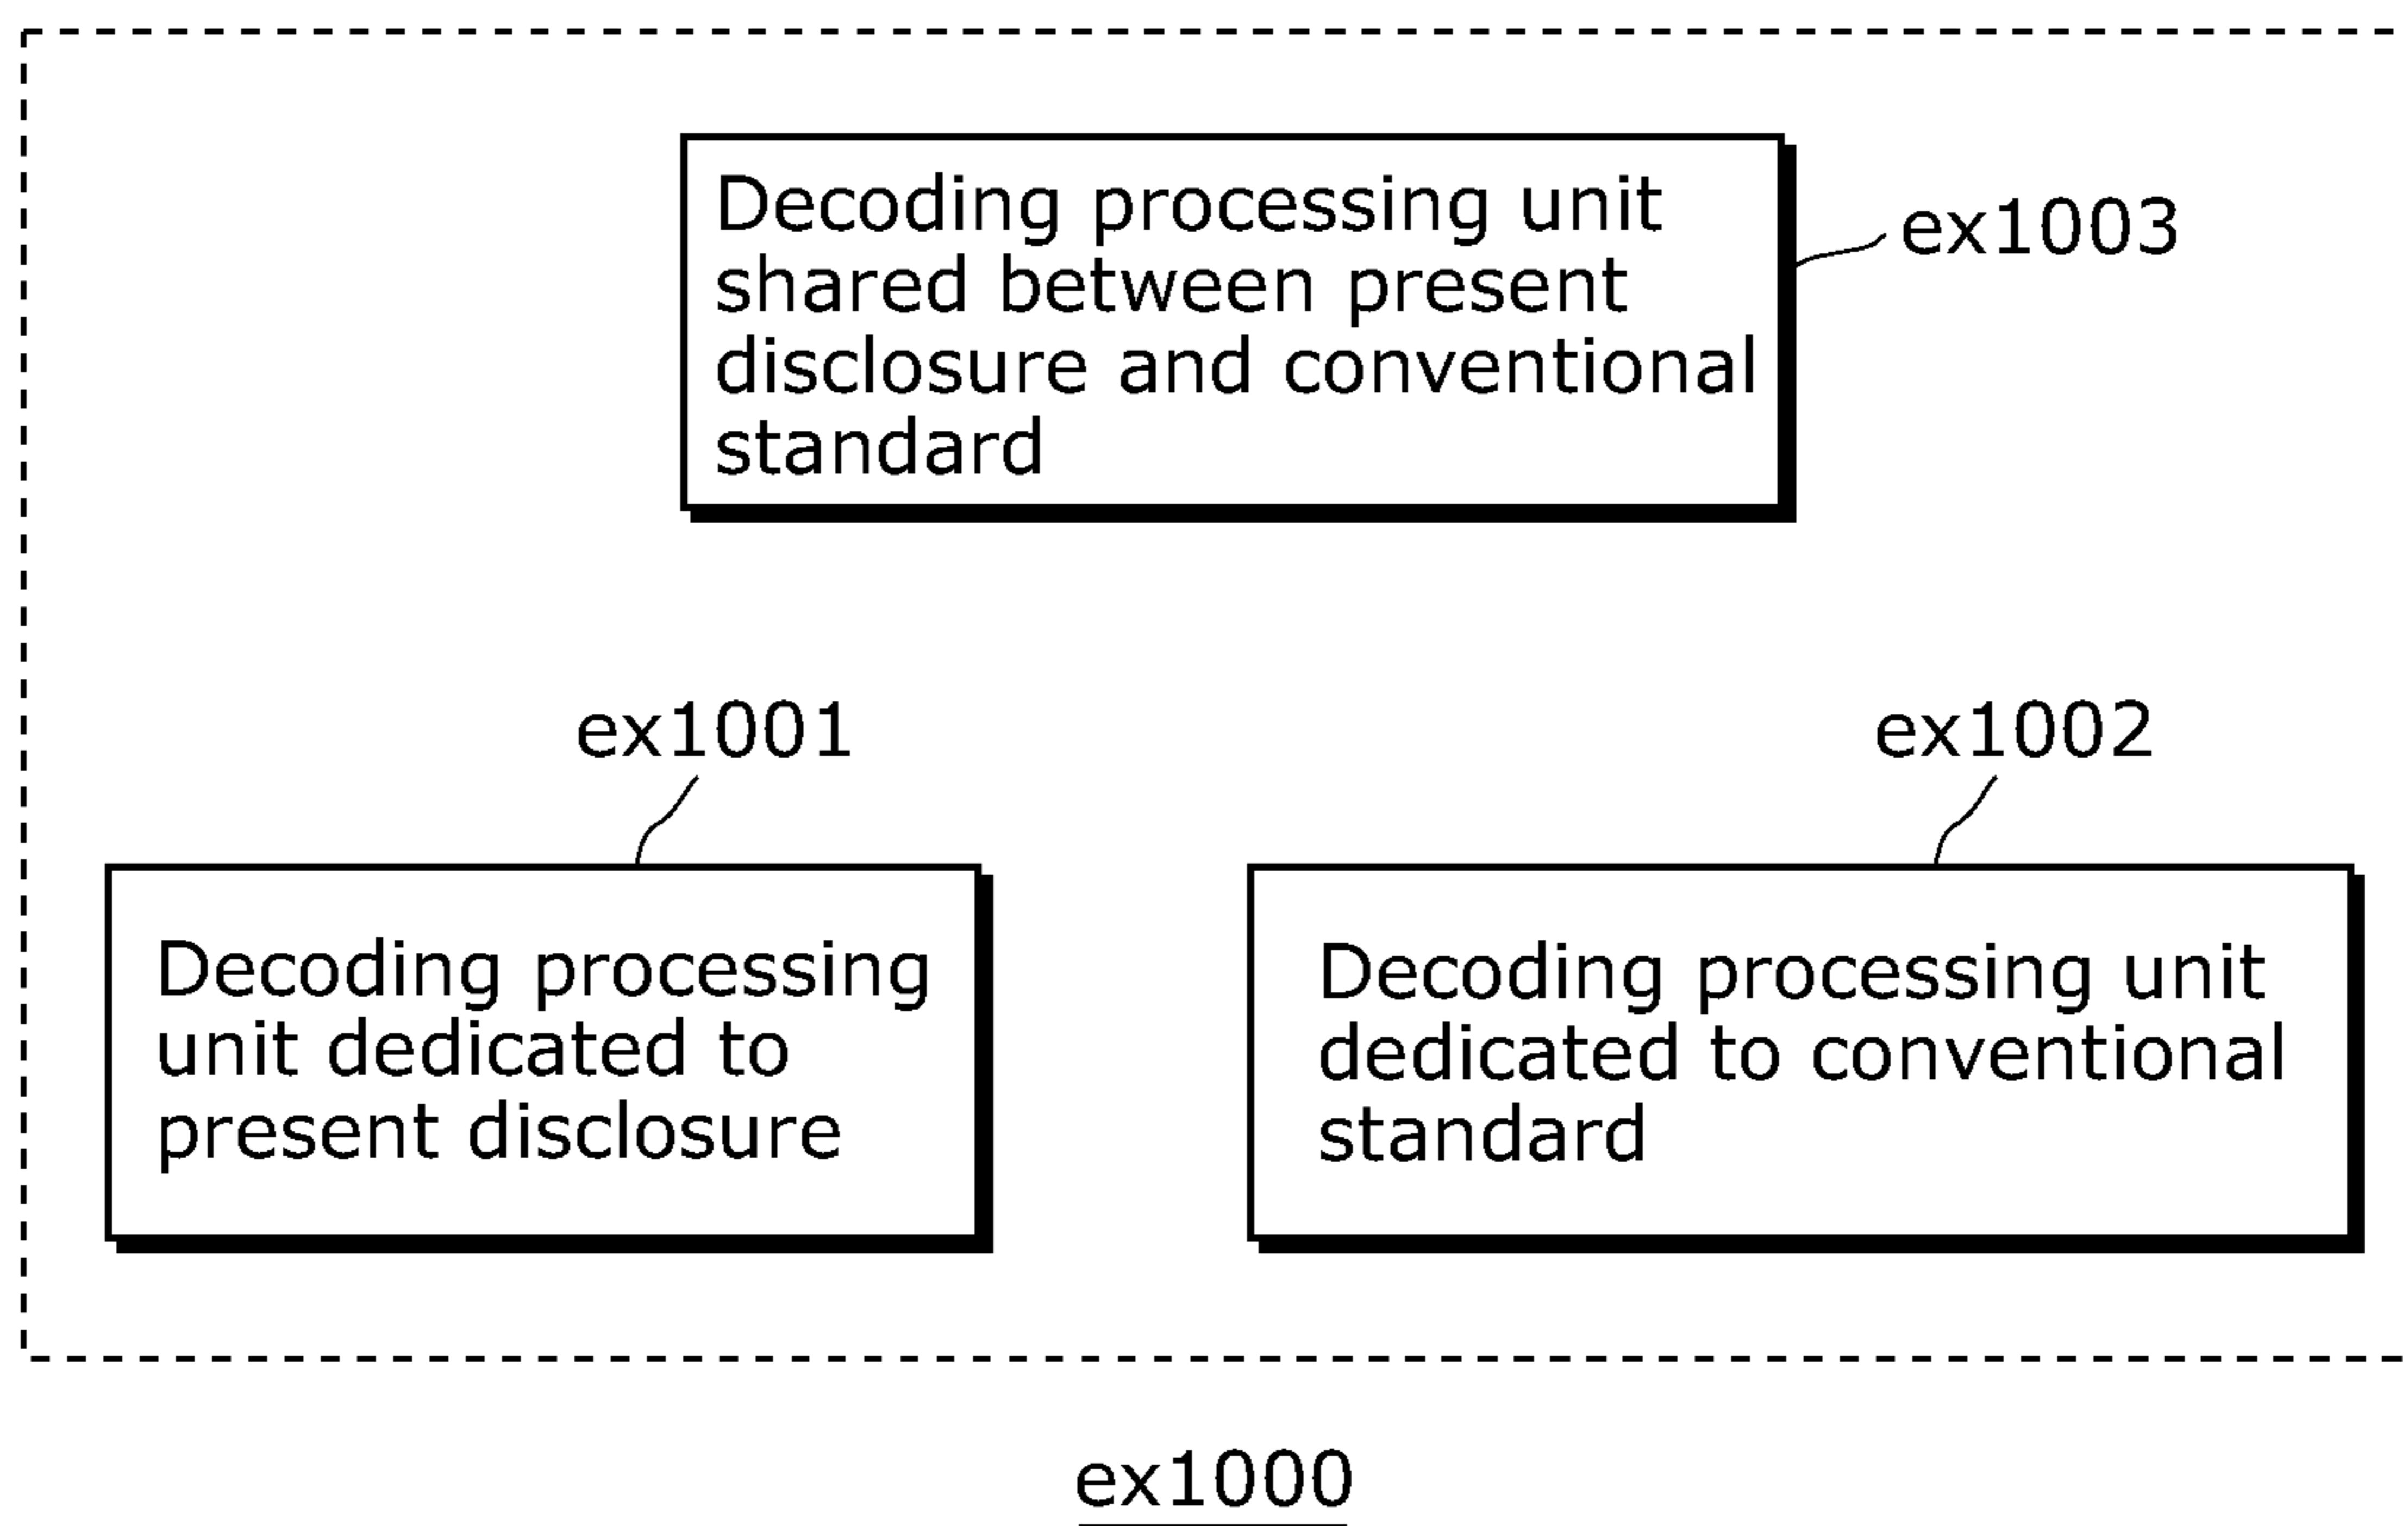 Decoding processing unit
shared between present
disclosure and conventional
standard
ex1003
ex1001
ex1002
Decoding processing
unit dedicated to
present disclosure
Decoding processing unit
dedicated to conventional
standard
ex1000